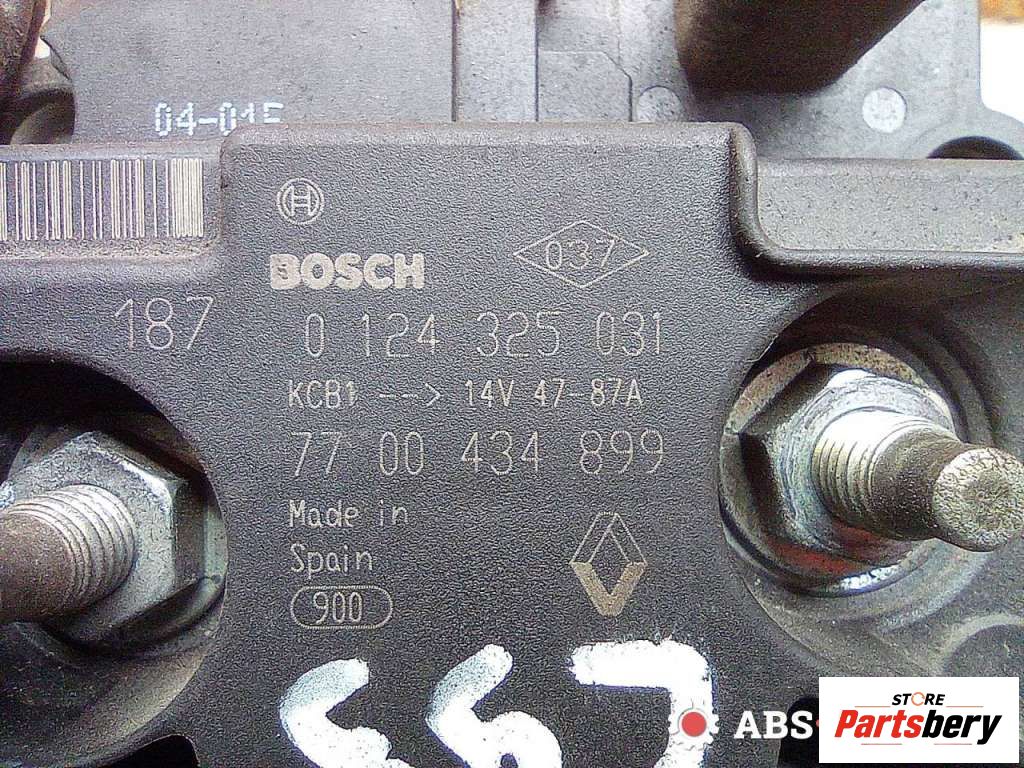 04-01F
BOSCH
037
187
0 124 325 031
KCB1 --> 14V 47-87A
77 00 434 899
Made in
Spain
900
ABS
STORE
Partsbery